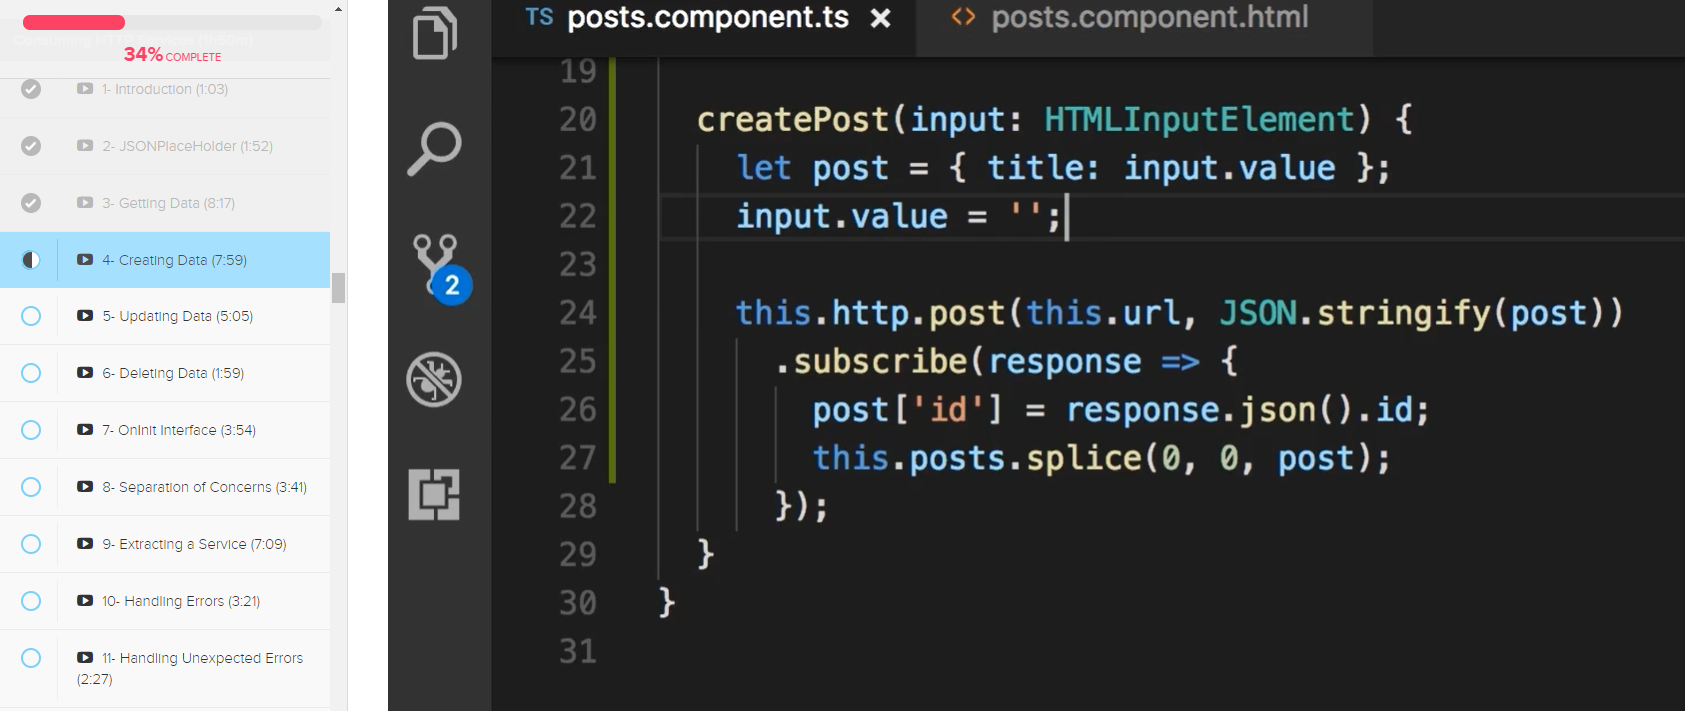 34% COMPLETE
1- Introduction (1:03)
2- JSONPlaceHolder (1:52)
3- Getting Data (8:17)
4- Creating Data (7:59)
5- Updating Data (5:05)
6- Deleting Data (1:59)
7- OnInit Interface (3:54)
8- Separation of Concerns (3:41)
9- Extracting a Service (7:09)
10- Handling Errors (3:21)
11- Handling Unexpected Errors
(2:27)
2
TS posts.component.ts × <> posts.component.html
19
20 createPost(input: HTMLInputElement) {
21 let post = { title: input.value };
22 input.value = '';
23
24 this.http.post(this.url, JSON.stringify(post))
25 .subscribe(response => {
26 post['id'] = response.json().id;
27 this.posts.splice(0, 0, post);
28 });
29 }
30 }
31